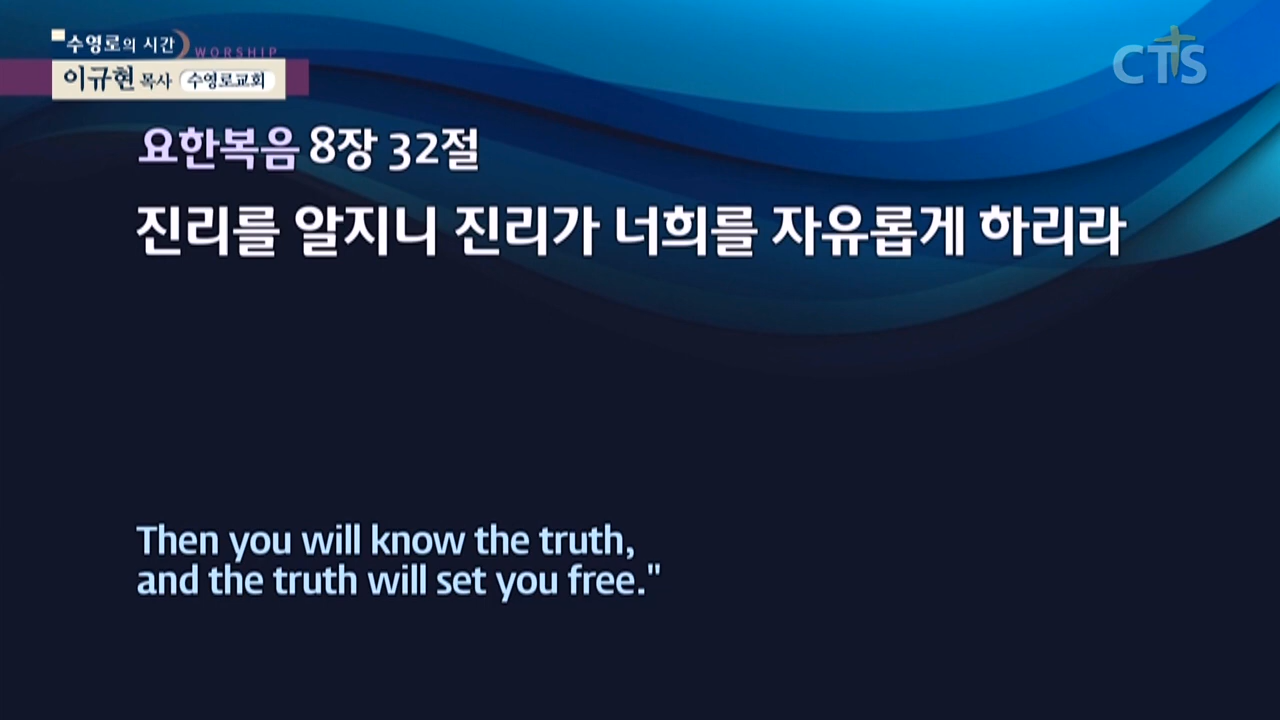 수영로의 시간
WORSHIP
이규현 목사 수영로교회
CTS
요한복음 8장 32절
진리를 알지니 진리가 너희를 자유롭게 하리라
Then you will know the truth,
and the truth will set you free."